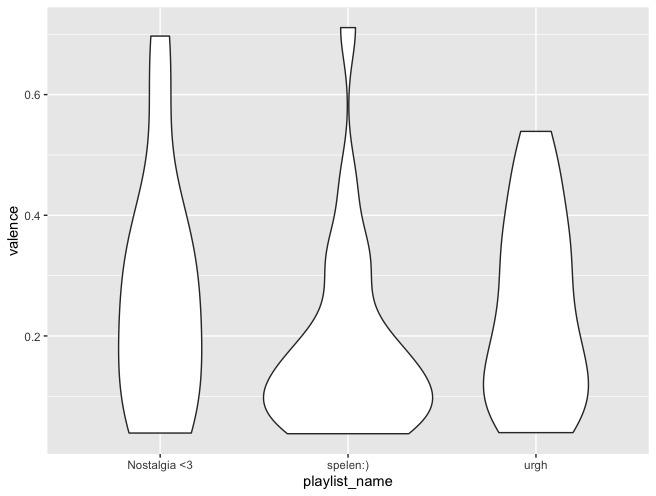 valence
0.6
0.4
0.2
Nostalgia <3
spelen:)
urgh
playlist_name